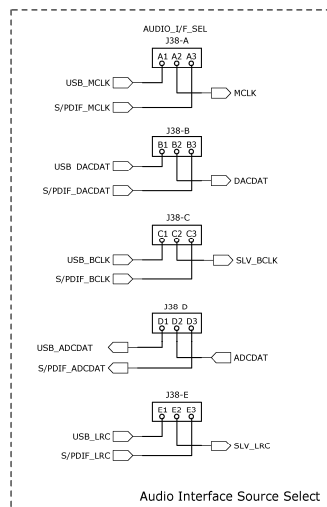 AUDIO_I/F_SEL
J38-A
A1 A2 A3
USB_MCLK
MCLK
S/PDIF_MCLK
J38-B
B1 B2 B3
USB DACDAT
DACDAT
S/PDIF_DACDAT
J38-C
C1 C2 C3
USB_BCLK
SLV_BCLK
S/PDIF_BCLK
J38 D
D1 D2 D3
USB_ADCDAT
ADCDAT
S/PDIF_ADCDAT
J38-E
E1 E2 E3
USB_LRC
SLV_LRC
S/PDIF_LRC
Audio Interface Source Select